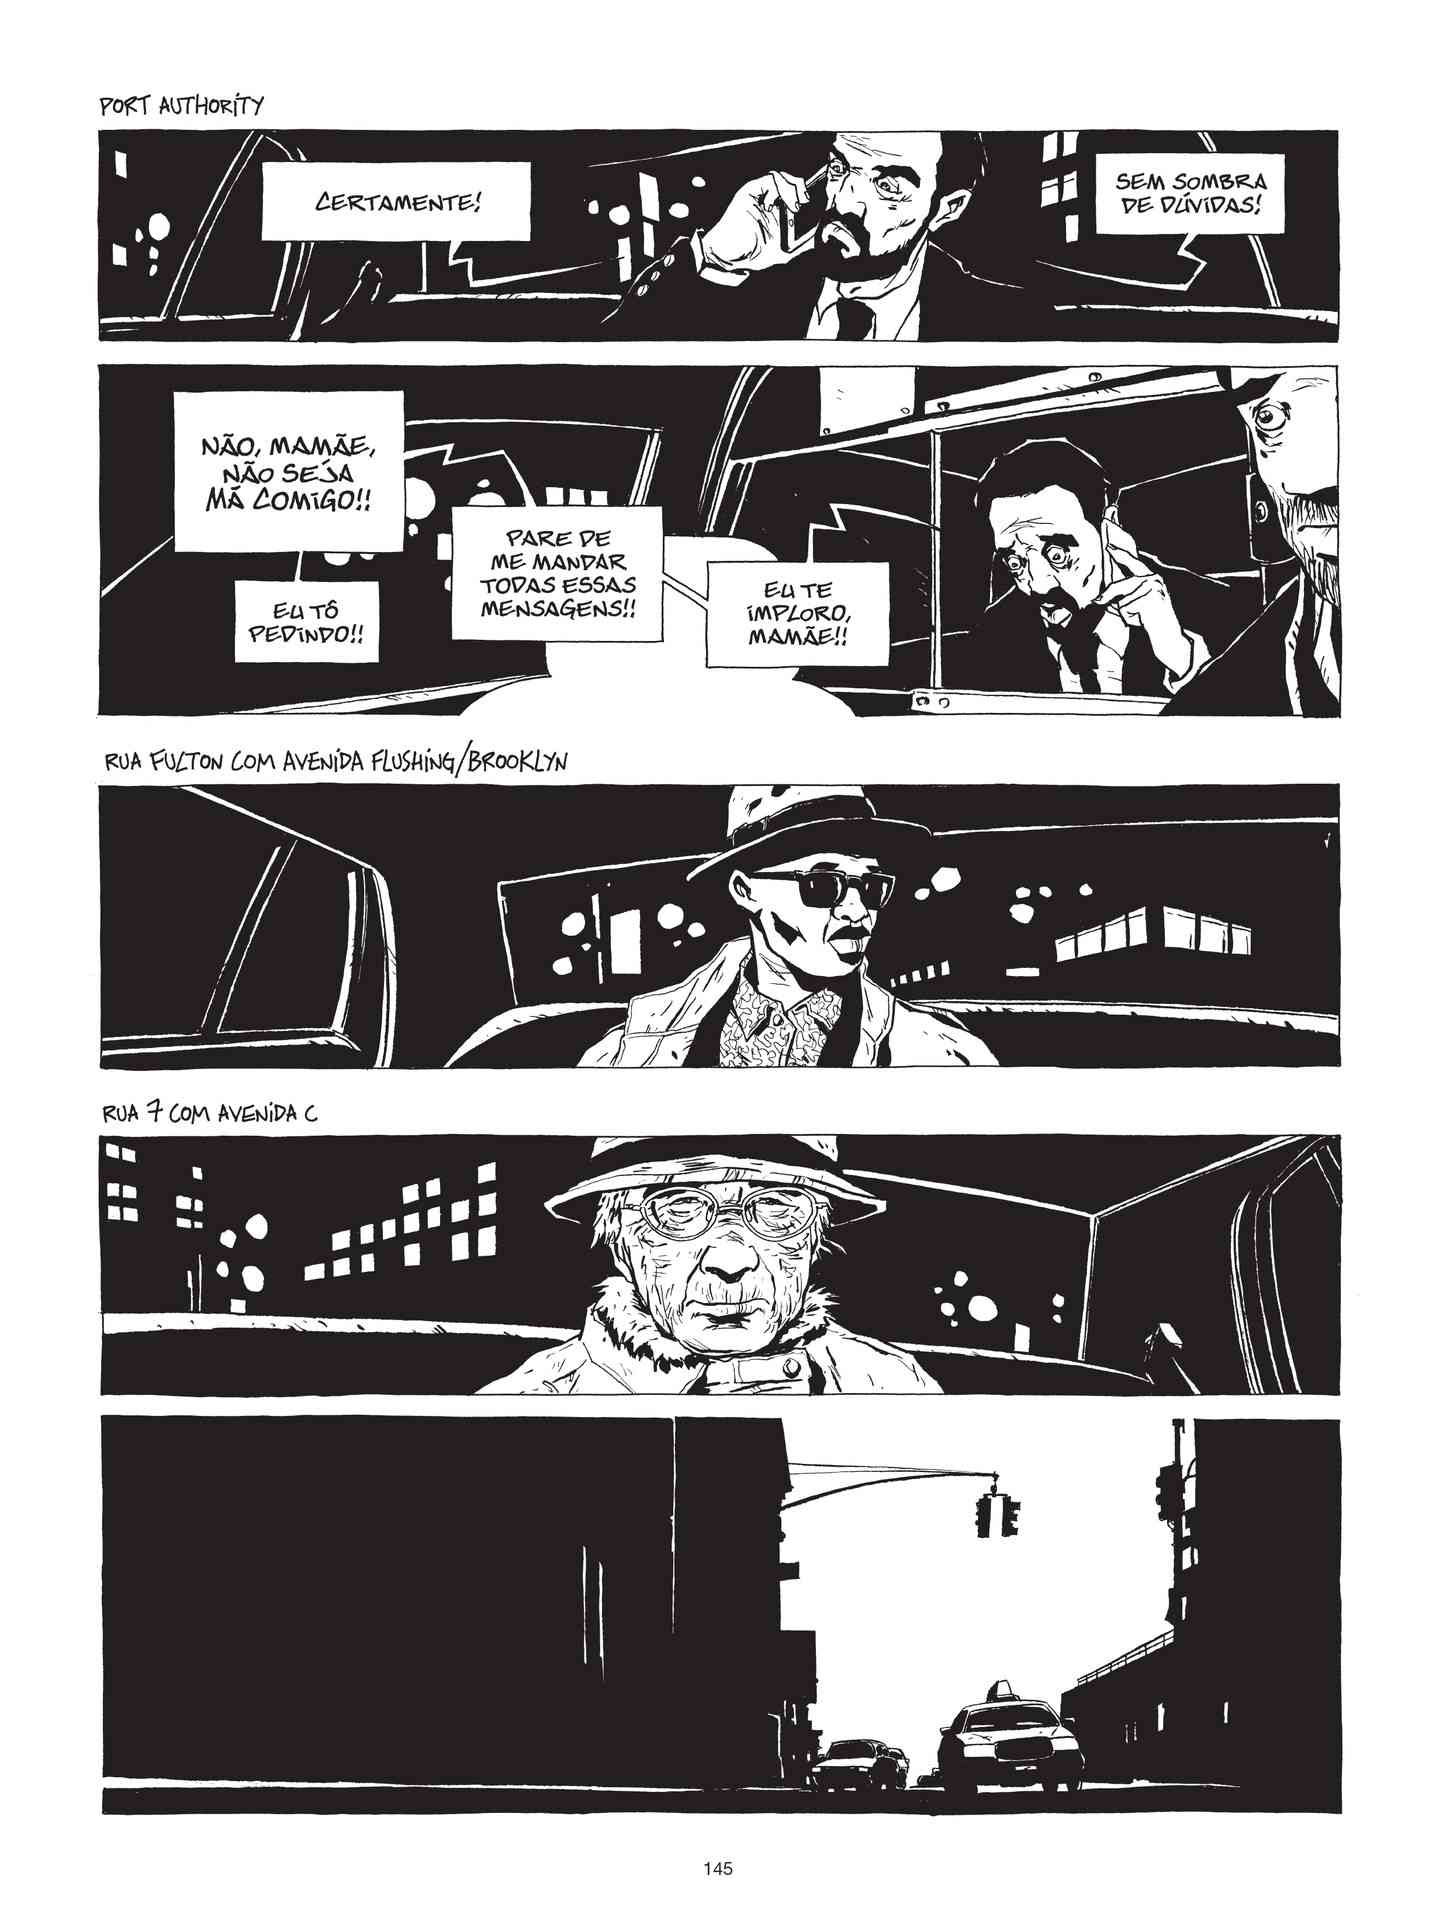 PORT AUTHORITY
CERTAMENTE!
SEM SOMBRA
DE DÚVIDAS!
NÃO, MAMÃE,
NÃO SEJA
MÁ COMIGO!!
EU TÔ
PEDINDO!!
PARE DE
ME MANDAR
TODAS ESSAS
MENSAGENS!!
EU TE
IMPLORO,
MAMÃE!!
RUA FULTON COM AVENIDA FLUSHING/BROOKLYN
RUA 7 COM AVENIDA C
145